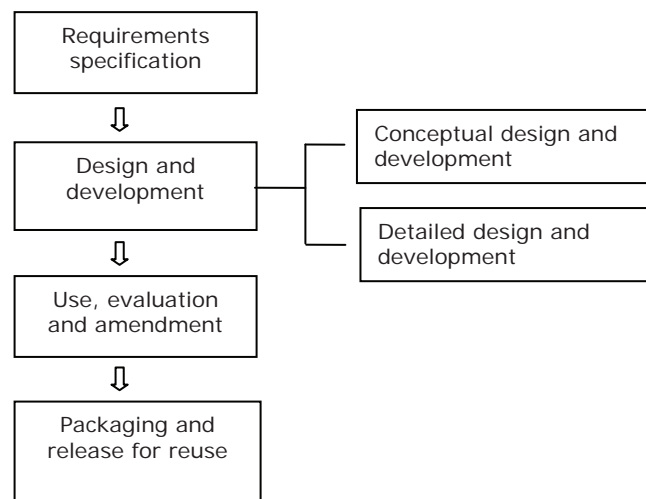 Requirements
specification
Design and
development
Conceptual design and
development
Detailed design and
development
Use, evaluation
and amendment
Packaging and
release for reuse